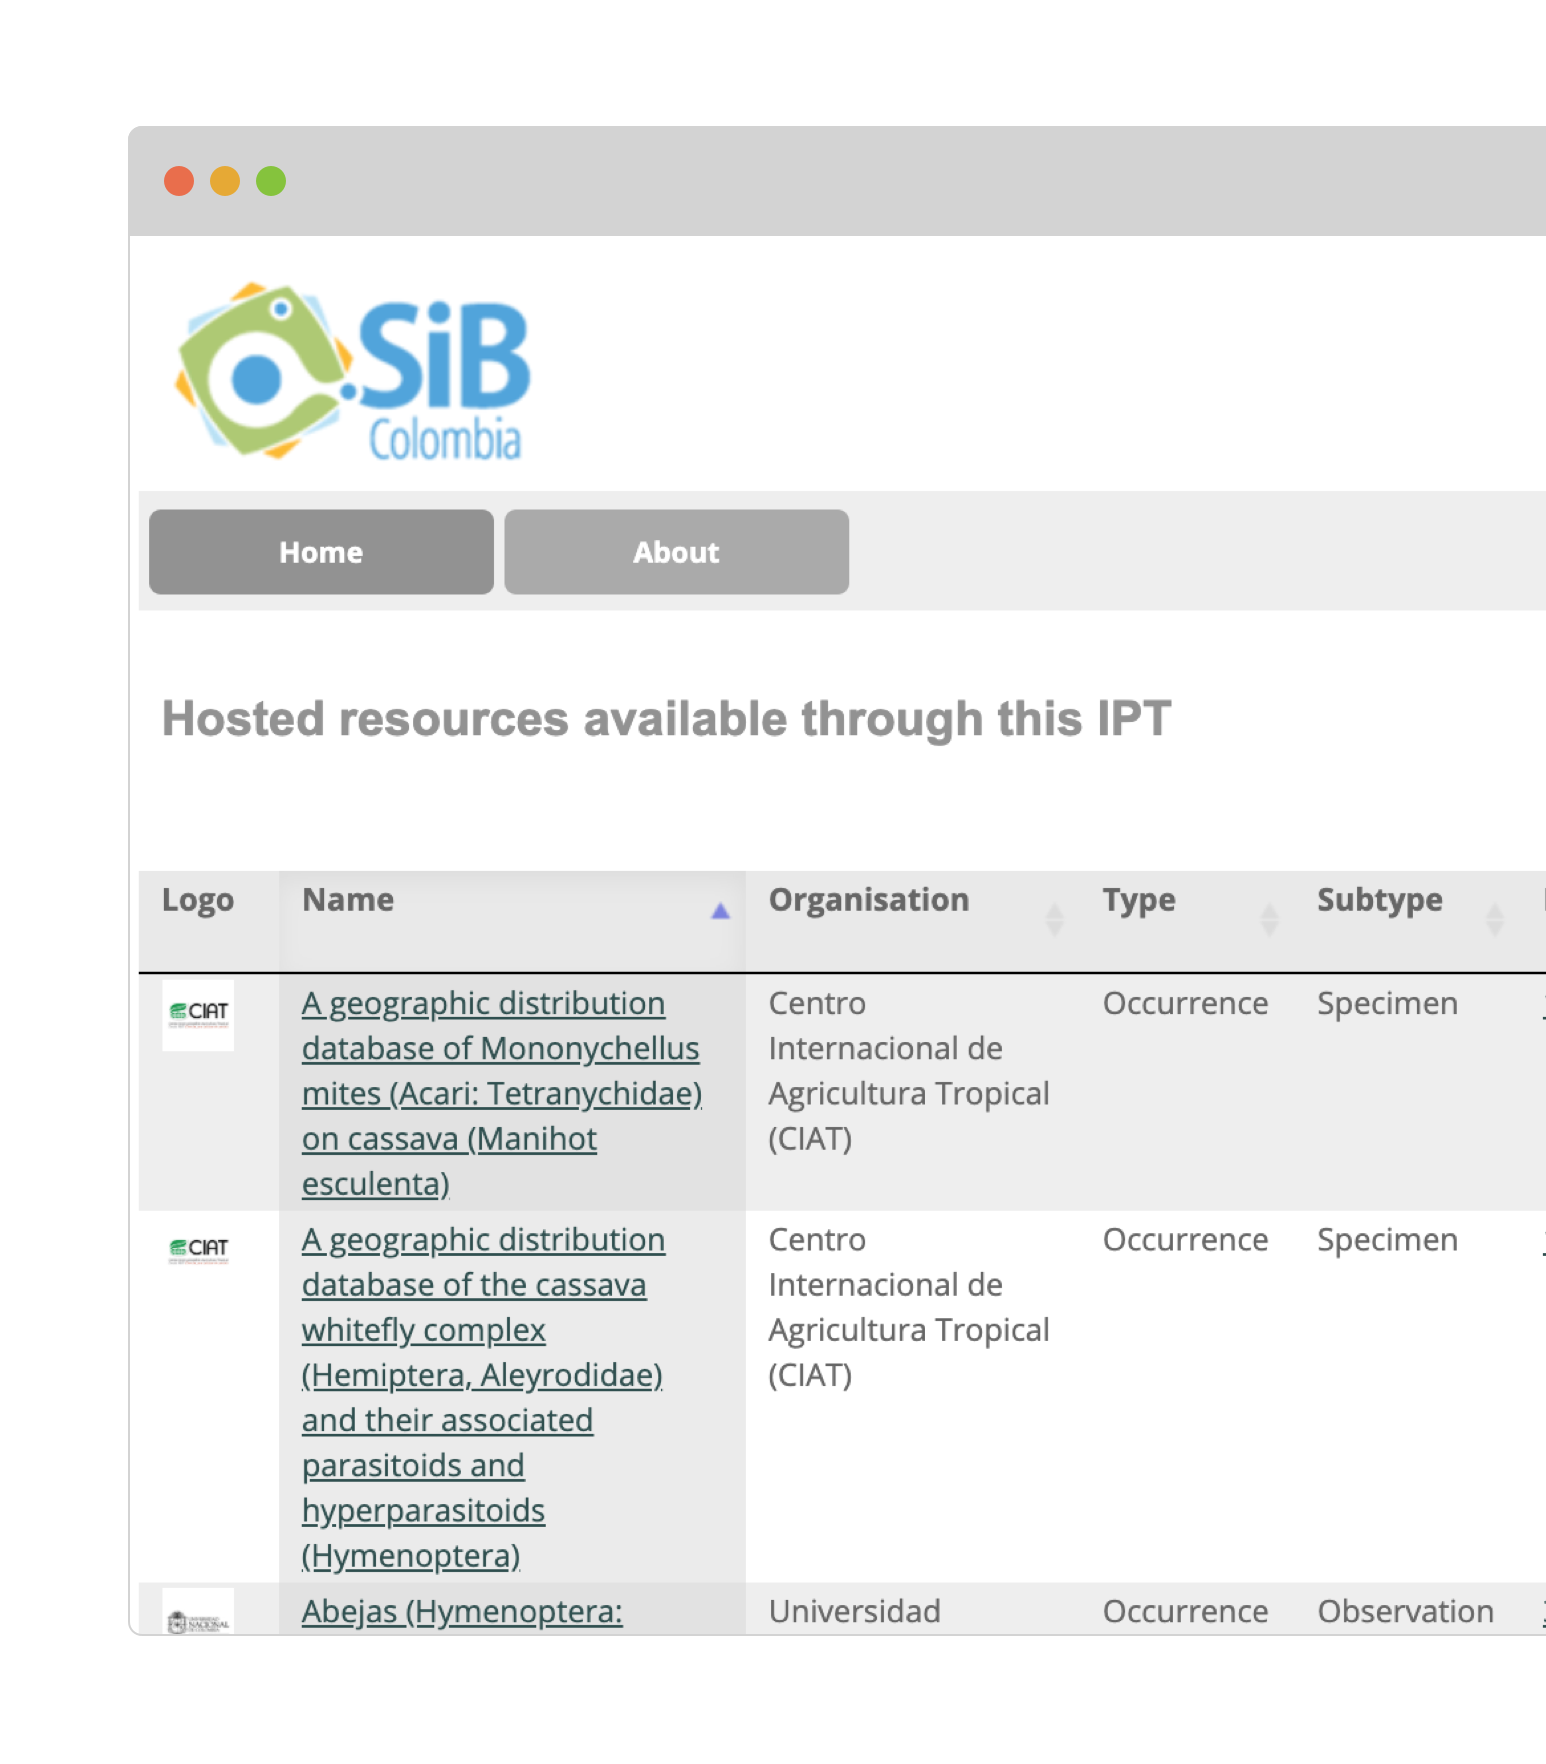 SiB
Colombia
Home
About
Hosted resources available through this IPT
Logo
Name
Organisation
Type
Subtype
CIAT
A geographic distribution
database of Mononychellus
mites (Acari: Tetranychidae)
on cassava (Manihot
esculenta)
Centro
Internacional de
Agricultura Tropical
(CIAT)
Occurrence
Specimen
CIAT
A geographic distribution
database of the cassava
whitefly complex
(Hemiptera, Aleyrodidae)
and their associated
parasitoids and
hyperparasitoids
(Hymenoptera)
Centro
Internacional de
Agricultura Tropical
(CIAT)
Occurrence
Specimen
NACIONAL
Abejas (Hymenoptera:
Universidad
Occurrence
Observation